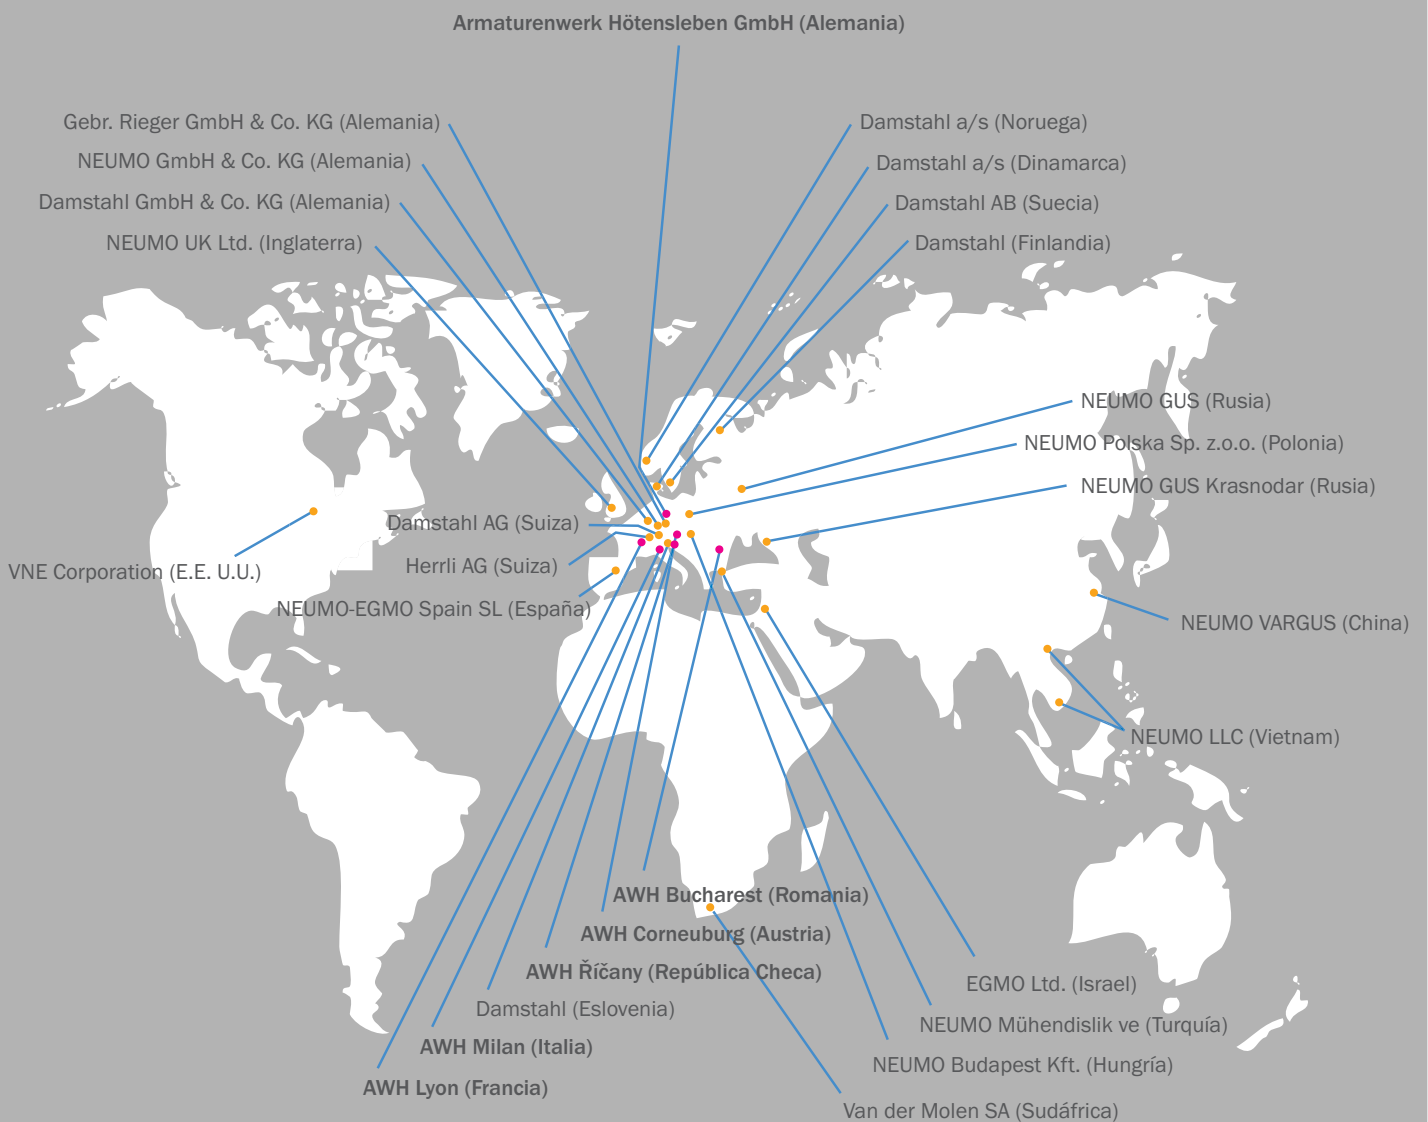 Armaturenwerk Hötensleben GmbH (Alemania)
Gebr. Rieger GmbH & Co. KG (Alemania)
NEUMO GmbH & Co. KG (Alemania)
Damstahl GmbH & Co. KG (Alemania)
NEUMO UK Ltd. (Inglaterra)
Damstahl a/s (Noruega)
Damstahl a/s (Dinamarca)
Damstahl AB (Suecia)
Damstahl (Finlandia)
NEUMO GUS (Rusia)
NEUMO Polska Sp. z.o.o. (Polonia)
NEUMO GUS Krasnodar (Rusia)
Damstahl AG (Suiza)
Herrli AG (Suiza)
VNE Corporation (E.E. U.U.)
NEUMO-EGMO Spain SL (España)
NEUMO VARGUS (China)
NEUMO LLC (Vietnam)
AWH Bucharest (Romania)
AWH Corneuburg (Austria)
AWH Říčany (República Checa)
Damstahl (Eslovenia)
AWH Milan (Italia)
AWH Lyon (Francia)
EGMO Ltd. (Israel)
NEUMO Mühendislik ve (Turquía)
NEUMO Budapest Kft. (Hungría)
Van der Molen SA (Sudáfrica)